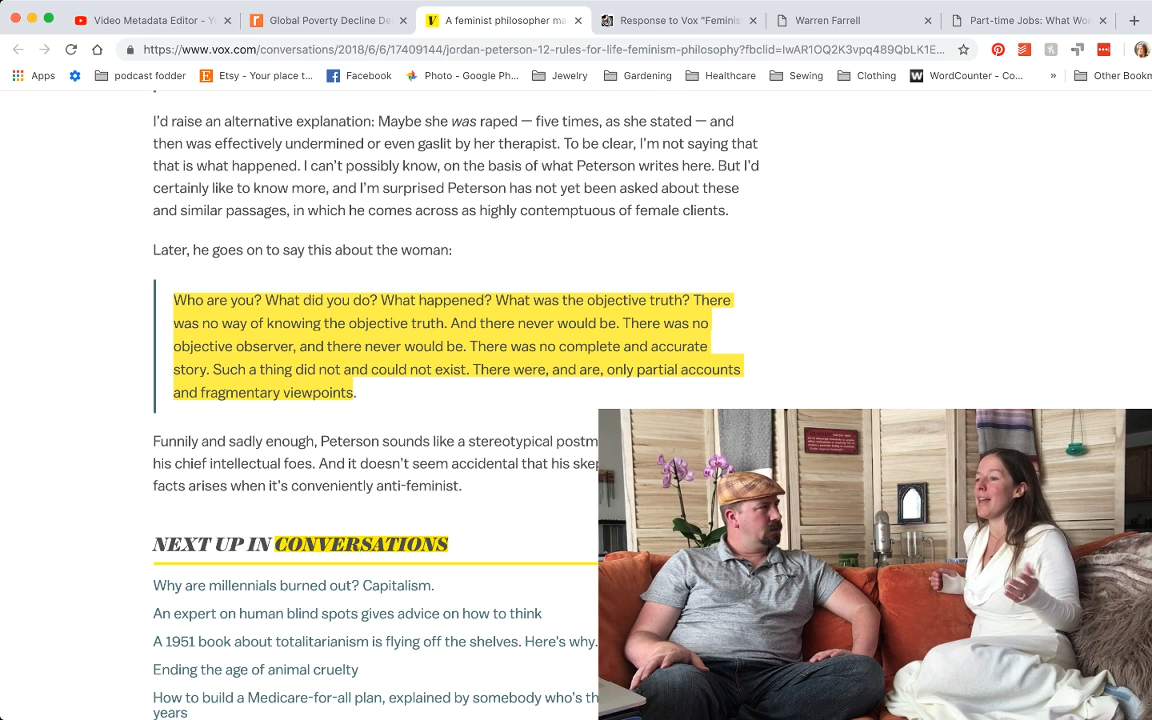 Video Metadata Editor - Y
Global Poverty Decline De
A feminist philosopher ma
Response to Vox "Feminis
Warren Farrell
Part-time Jobs: What Wo
https://www.vox.com/conversations/2018/6/6/17409144/jordan-peterson-12-rules-for-life-feminism-philosophy?fbclid=IwAR1OQ2K3vpq489QbLK1E...
Apps
podcast fodder
Etsy - Your place t...
Facebook
Photo - Google Ph...
Jewelry
Gardening
Healthcare
Sewing
Clothing
WordCounter - Co...
»
Other Bookm
I'd raise an alternative explanation: Maybe she was raped — five times, as she stated — and
then was effectively undermined or even gaslit by her therapist. To be clear, I'm not saying that
that is what happened. I can't possibly know, on the basis of what Peterson writes here. But I'd
certainly like to know more, and I'm surprised Peterson has not yet been asked about these
and similar passages, in which he comes across as highly contemptuous of female clients.
Later, he goes on to say this about the woman:
Who are you? What did you do? What happened? What was the objective truth? There
was no way of knowing the objective truth. And there never would be. There was no
objective observer, and there never would be. There was no complete and accurate
story. Such a thing did not and could not exist. There were, and are, only partial accounts
and fragmentary viewpoints.
Funnily and sadly enough, Peterson sounds like a stereotypical postm
his chief intellectual foes. And it doesn't seem accidental that his skep
facts arises when it's conveniently anti-feminist.
NEXT UP IN CONVERSATIONS
Why are millennials burned out? Capitalism.
An expert on human blind spots gives advice on how to think
A 1951 book about totalitarianism is flying off the shelves. Here's why.
Ending the age of animal cruelty
How to build a Medicare-for-all plan, explained by somebody who's th
years